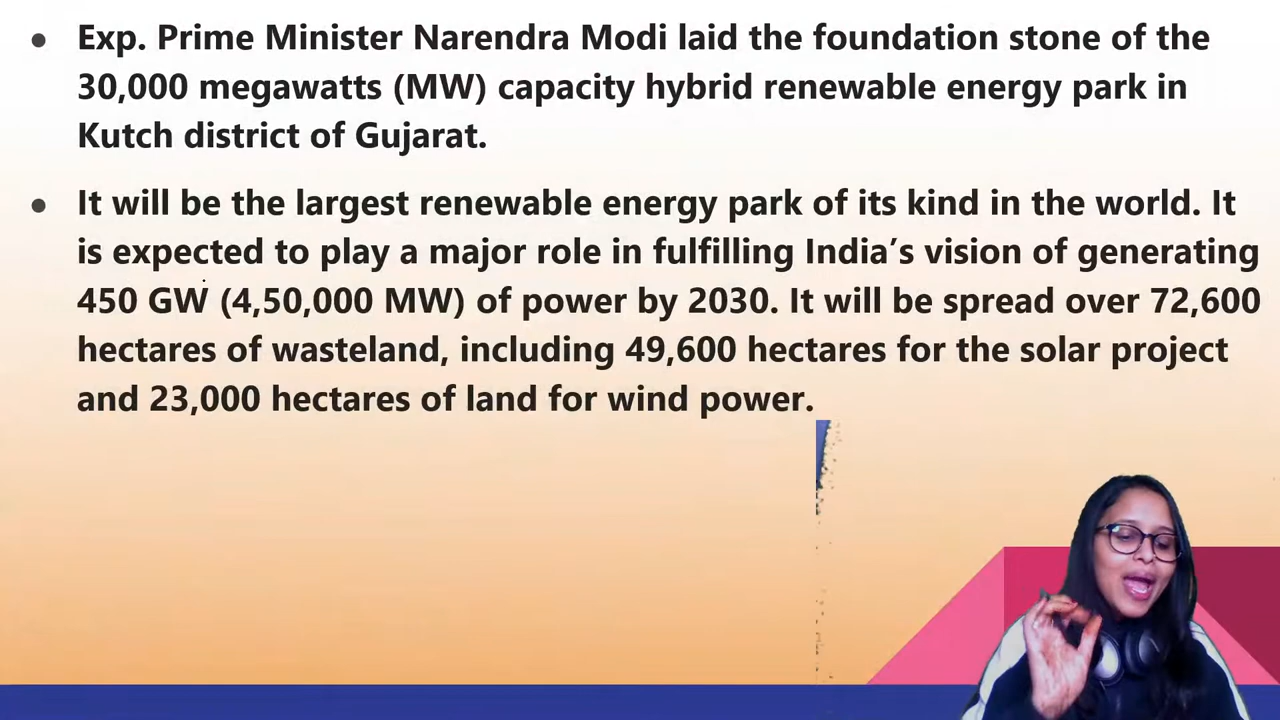 Exp. Prime Minister Narendra Modi laid the foundation stone of the
30,000 megawatts (MW) capacity hybrid renewable energy park in
Kutch district of Gujarat.
It will be the largest renewable energy park of its kind in the world. It
is expected to play a major role in fulfilling India’s vision of generating
450 GW (4,50,000 MW) of power by 2030. It will be spread over 72,600
hectares of wasteland, including 49,600 hectares for the solar project
and 23,000 hectares of land for wind power.